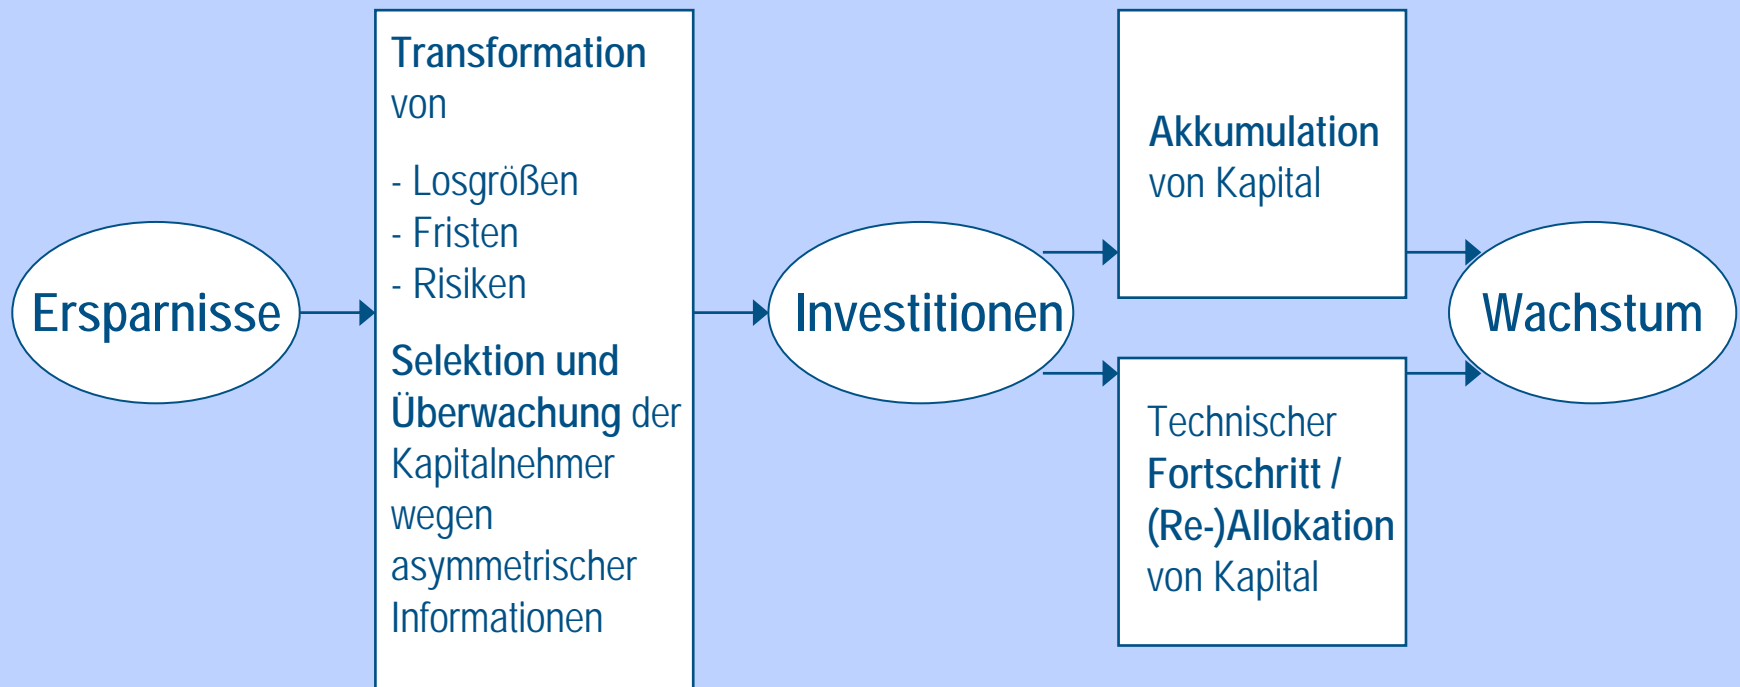 Ersparnisse
Transformation
von
- Losgrößen
- Fristen
- Risiken
Selektion und
Überwachung der
Kapitalnehmer
wegen
asymmetrischer
Informationen
Investitionen
Akkumulation
von Kapital
Technischer
Fortschritt /
(Re-)Allokation
von Kapital
Wachstum